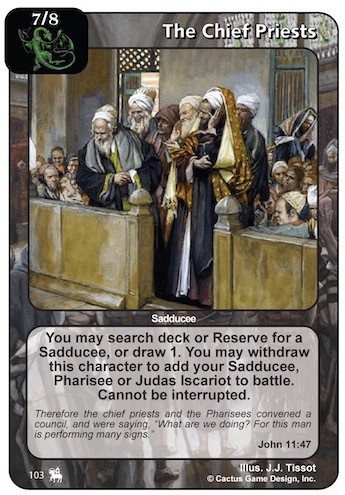 7/8
The Chief Priests
Sadducee
You may search deck or Reserve for a
Sadducee, or draw 1. You may withdraw
this character to add your Sadducee,
Pharisee or Judas Iscariot to battle.
Cannot be interrupted.
Therefore the chief priests and the Pharisees convened a
council, and were saying, “What are we doing? For this man
is performing many signs.”
John 11:47
Illus. J.J. Tissot
103
© Cactus Game Design, Inc.